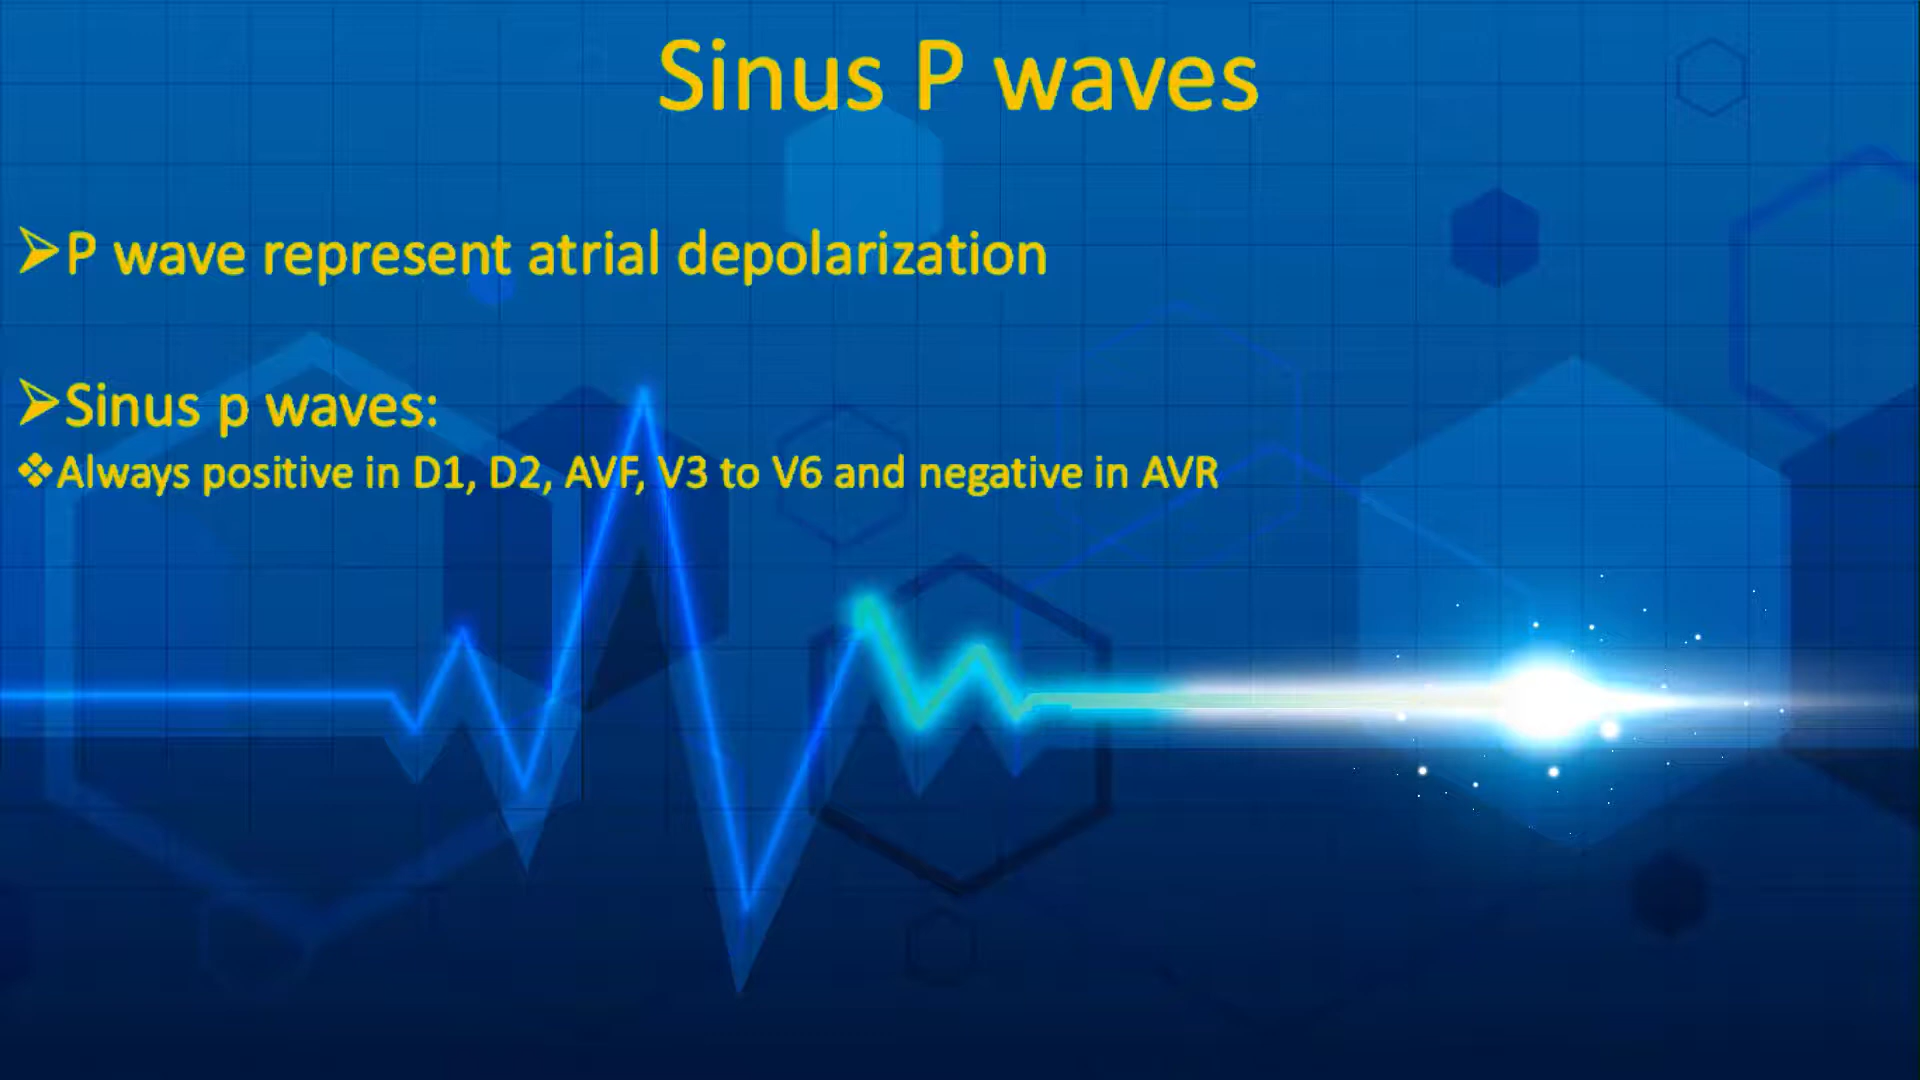 Sinus P waves
➢P wave represent atrial depolarization
➢Sinus p waves:
❖Always positive in D1, D2, AVF, V3 to V6 and negative in AVR